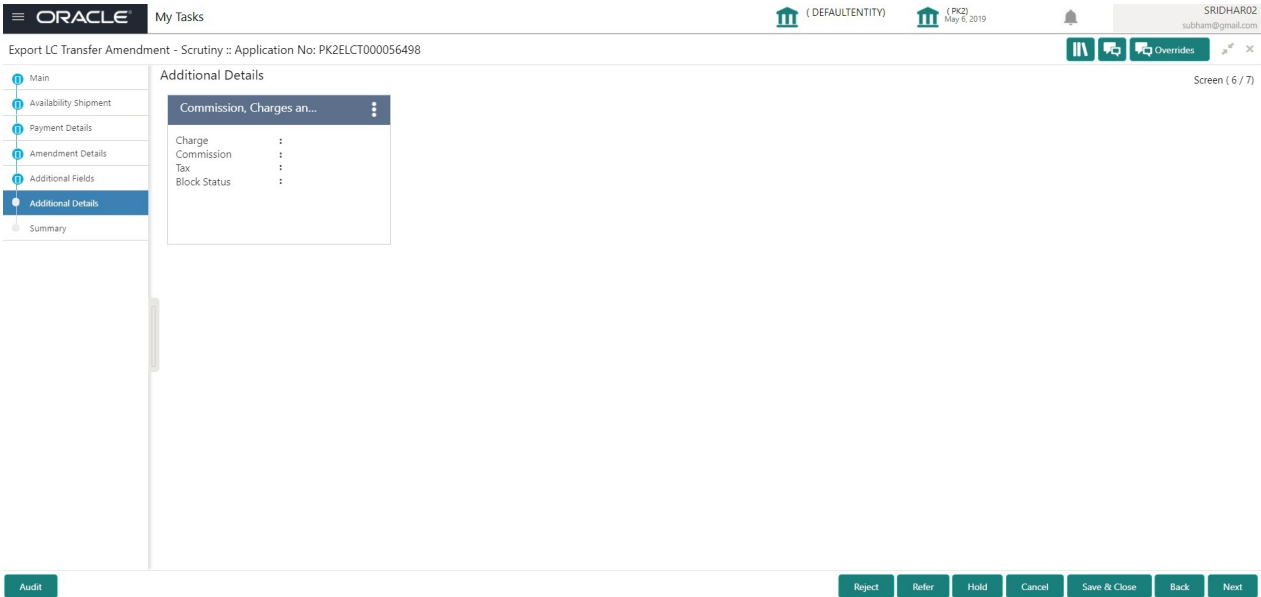 ORACLE®
My Tasks
( DEFAULTENTITY)
( PK2)
May 6, 2019
SRIDHAR02
subham@gmail.com
Export LC Transfer Amendment - Scrutiny :: Application No: PK2ELCT000056498
Overrides
Main
Availability Shipment
Payment Details
Amendment Details
Additional Fields
Additional Details
Summary
Additional Details
Screen ( 6 / 7)
Commission, Charges an...
Charge :
Commission :
Tax :
Block Status :
Audit
Reject
Refer
Hold
Cancel
Save & Close
Back
Next